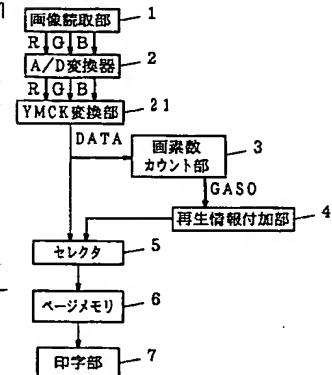 画像読取部 1
R G B
A/D変換器 2
R G B
YMCK変換部 21
DATA
画素数
カウント部 3
GASO
再生情報付加部 4
セレクタ 5
ページメモリ 6
印字部 7